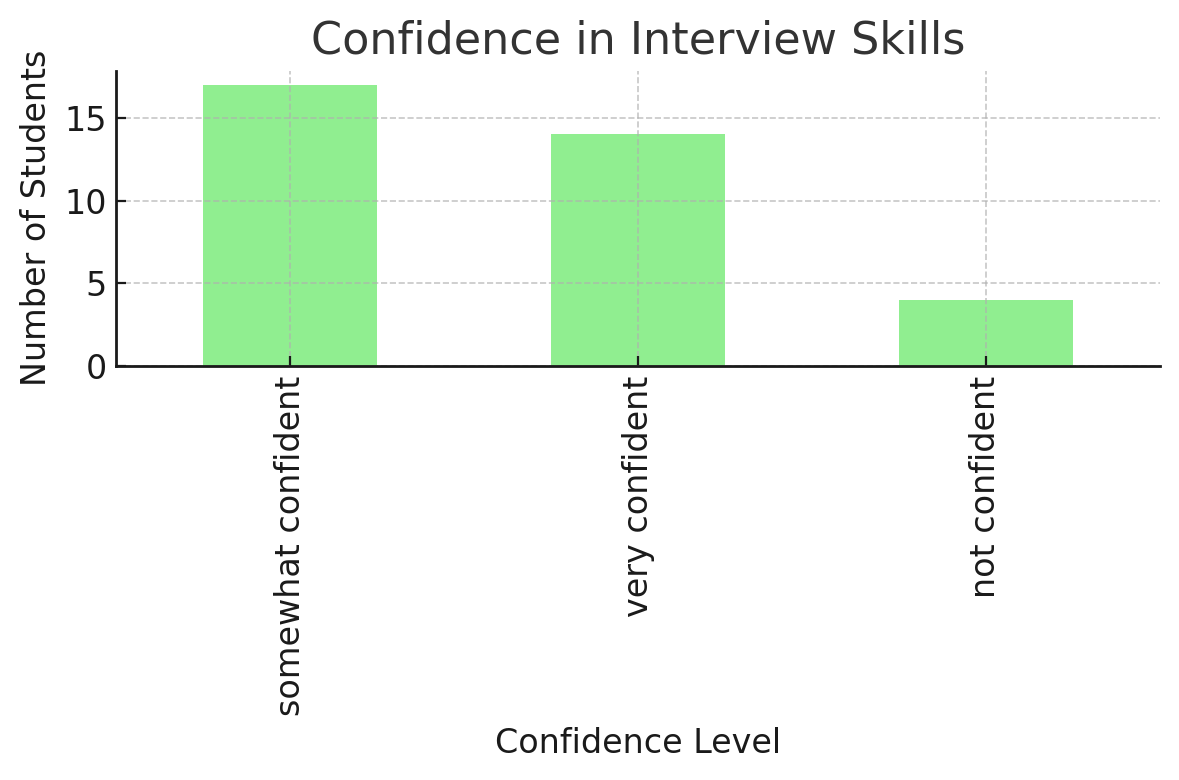 Confidence in Interview Skills
Number of Students
15
10
5
0
somewhat confident
very confident
not confident
Confidence Level